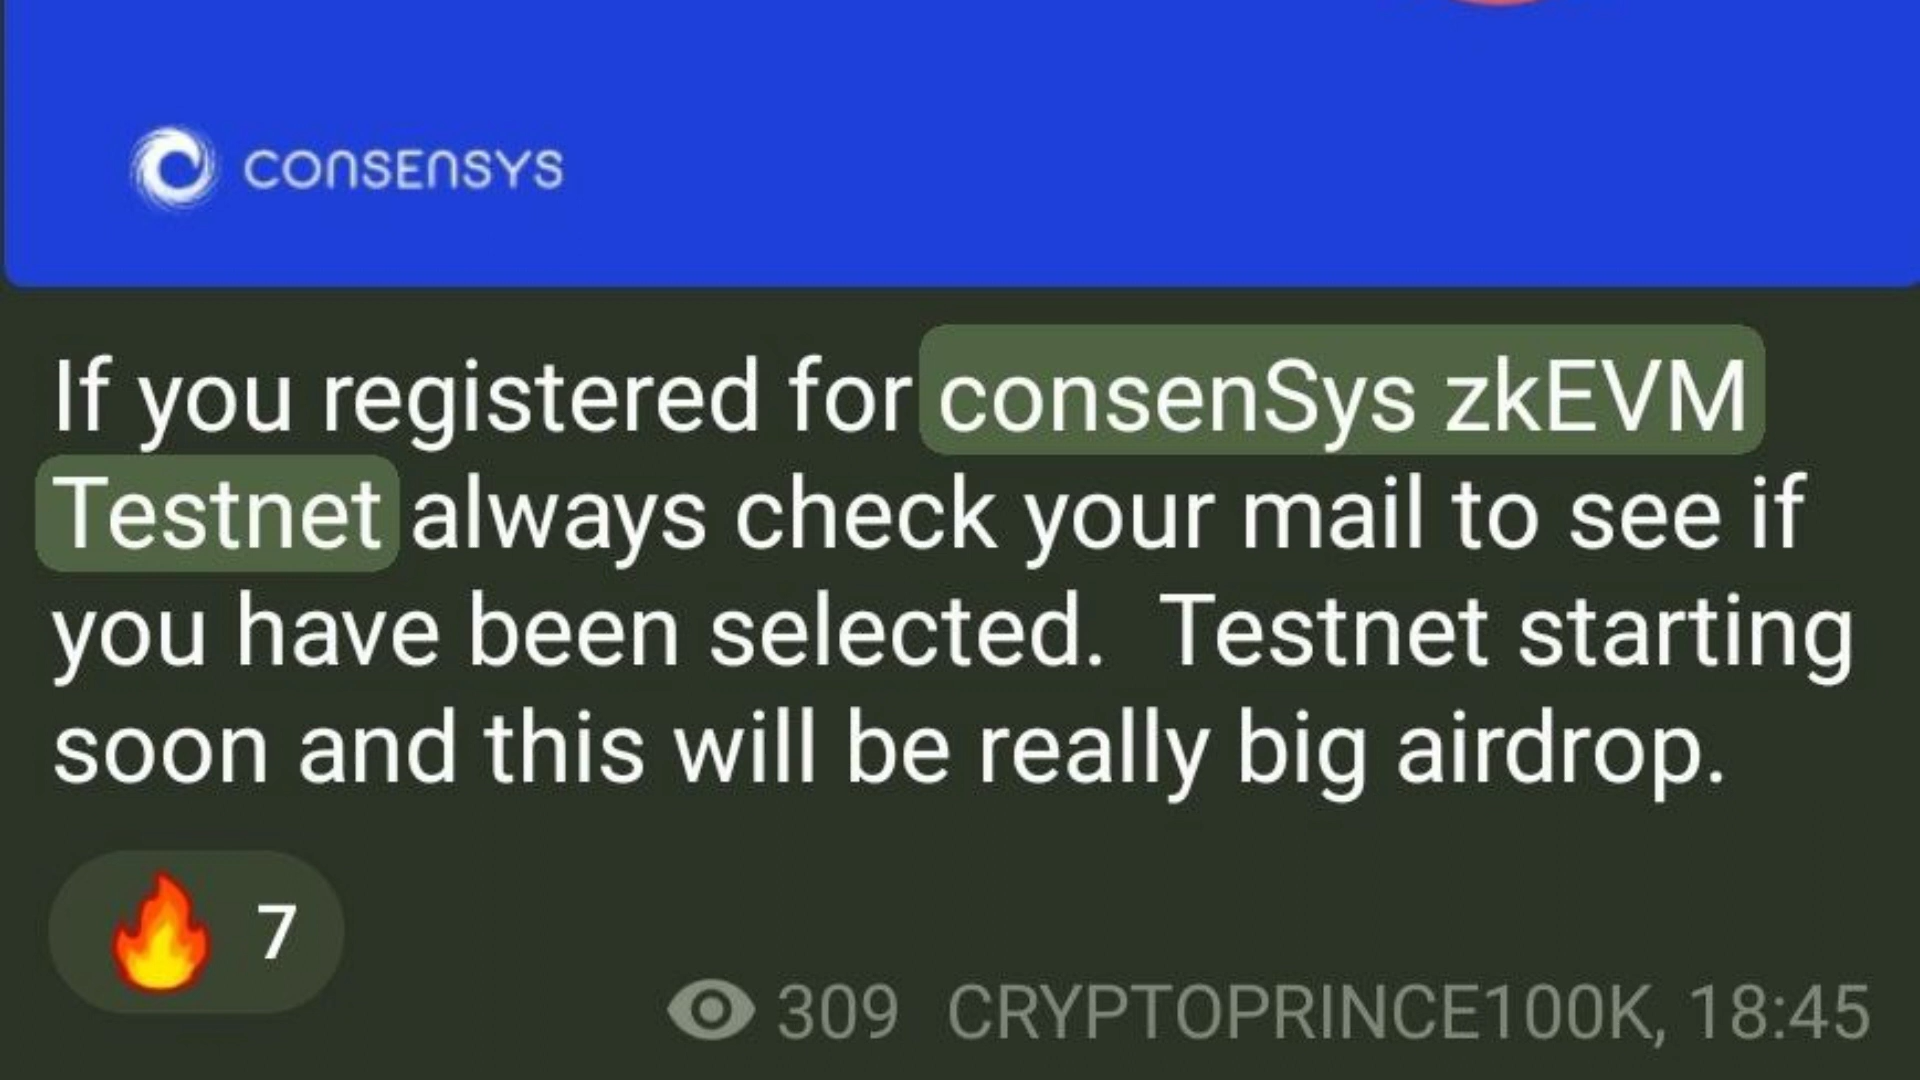 CONSENSYS
If you registered for consenSys zkEVM
Testnet always check your mail to see if
you have been selected.  Testnet starting
soon and this will be really big airdrop.
🔥 7
309 CRYPTOPRINCE100K, 18:45